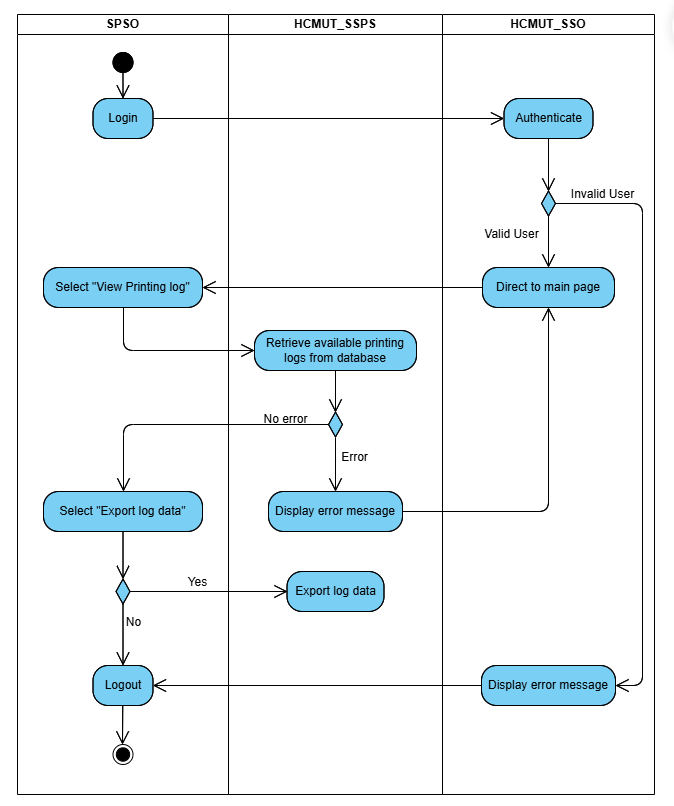 SPSO
HCMUT_SSPS
HCMUT_SSO
Login
Authenticate
Invalid User
Valid User
Select "View Printing log"
Direct to main page
Retrieve available printing
logs from database
No error
Error
Select "Export log data"
Display error message
Yes
Export log data
No
Logout
Display error message